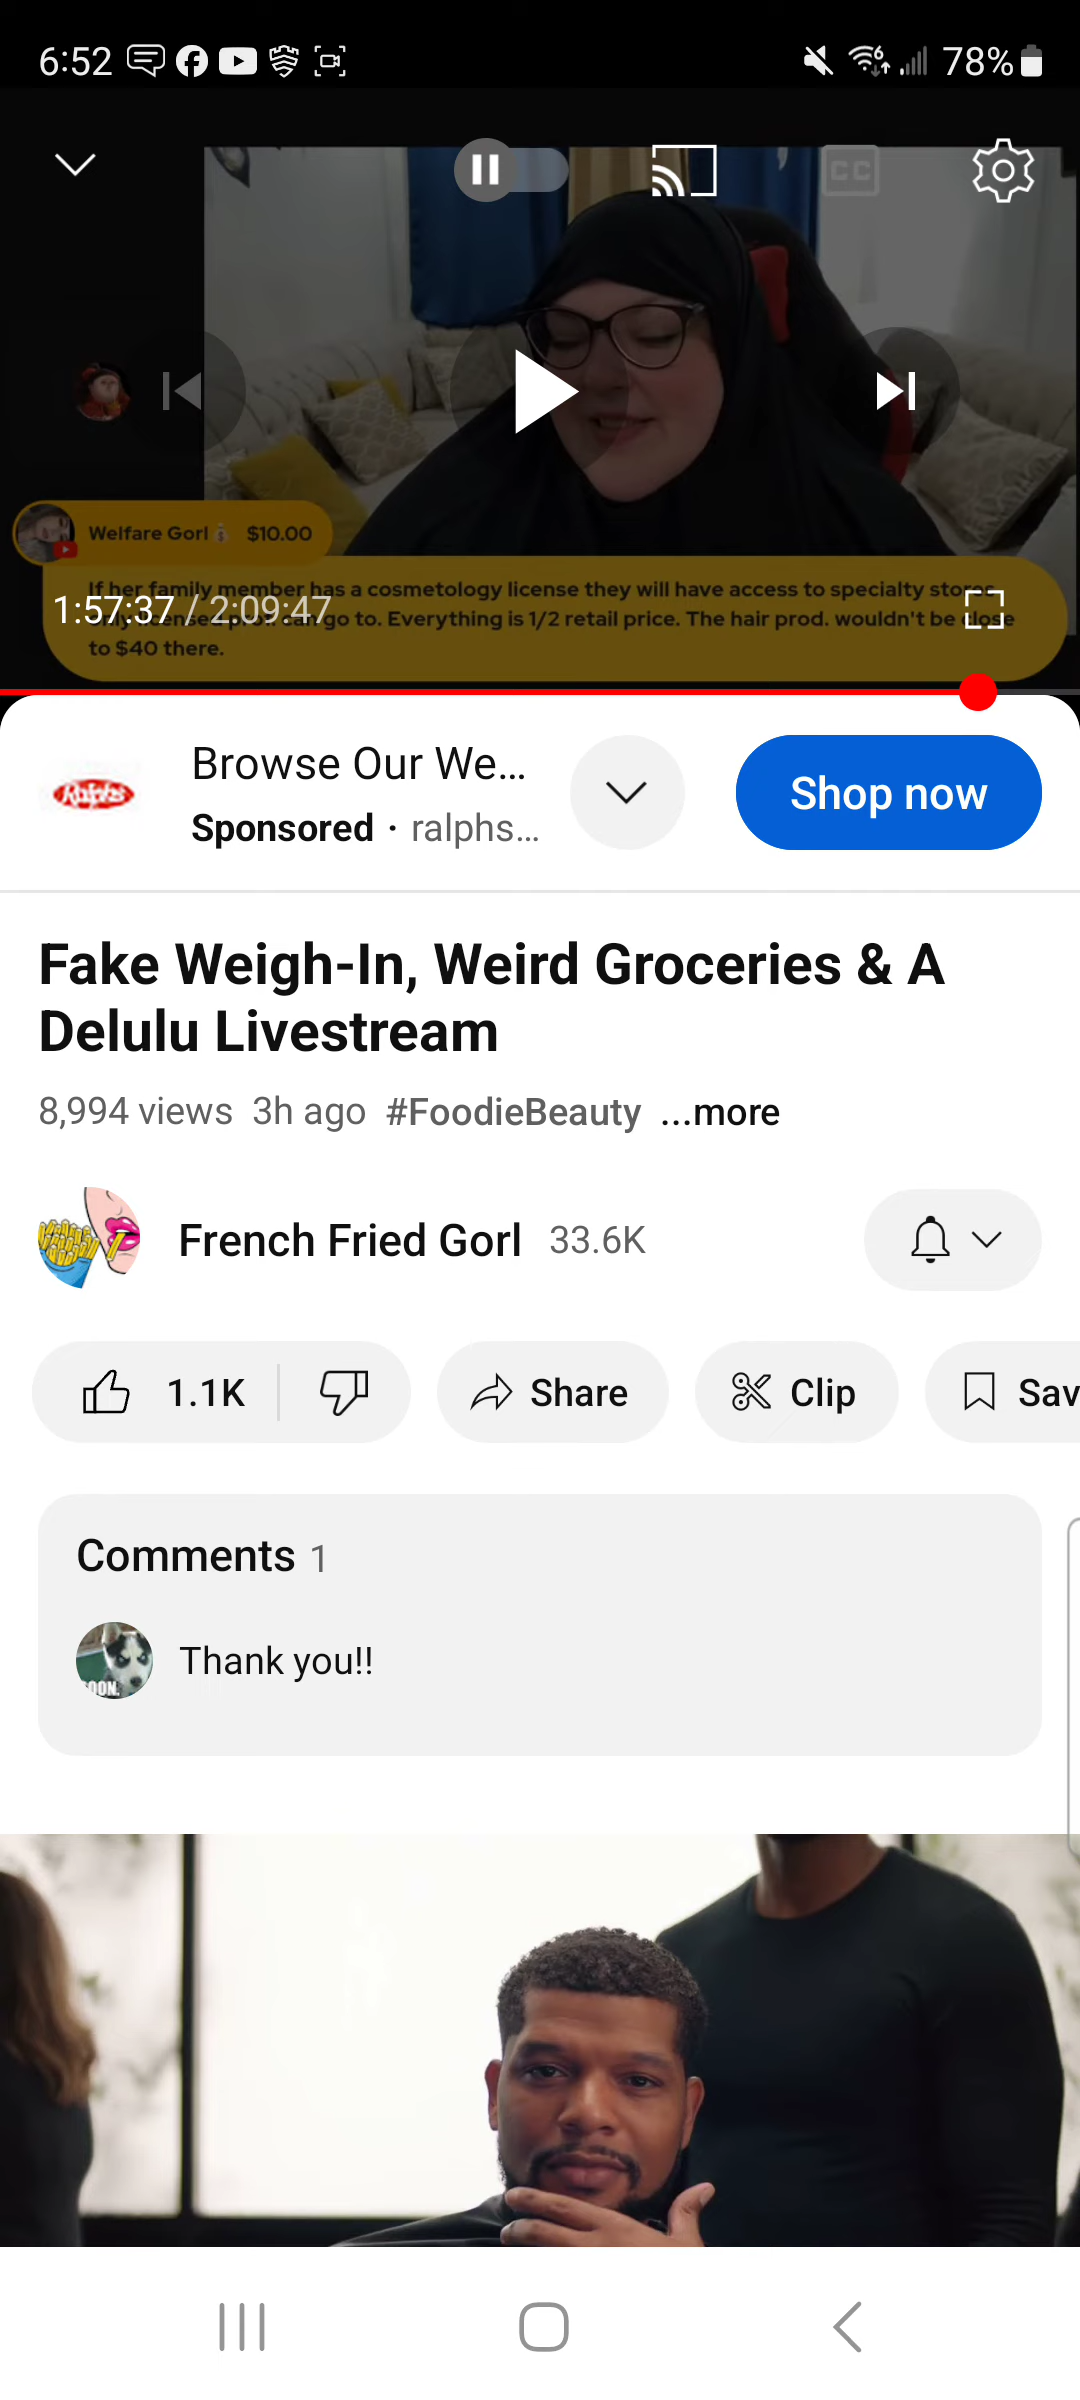 6:52
78%
CC
Welfare Gorl $10.00
If her family member has a cosmetology license they will have access to specialty stores
go to. Everything is 1/2 retail price. The hair prod. wouldn't be close
to $40 there.
1:57:37 / 2:09:47
Ralphs
Browse Our We...
Sponsored · ralphs...
Shop now
Fake Weigh-In, Weird Groceries & A
Delulu Livestream
8,994 views 3h ago #FoodieBeauty ...more
French Fried Gorl 33.6K
1.1K
Share
Clip
Sav
Comments 1
Thank you!!